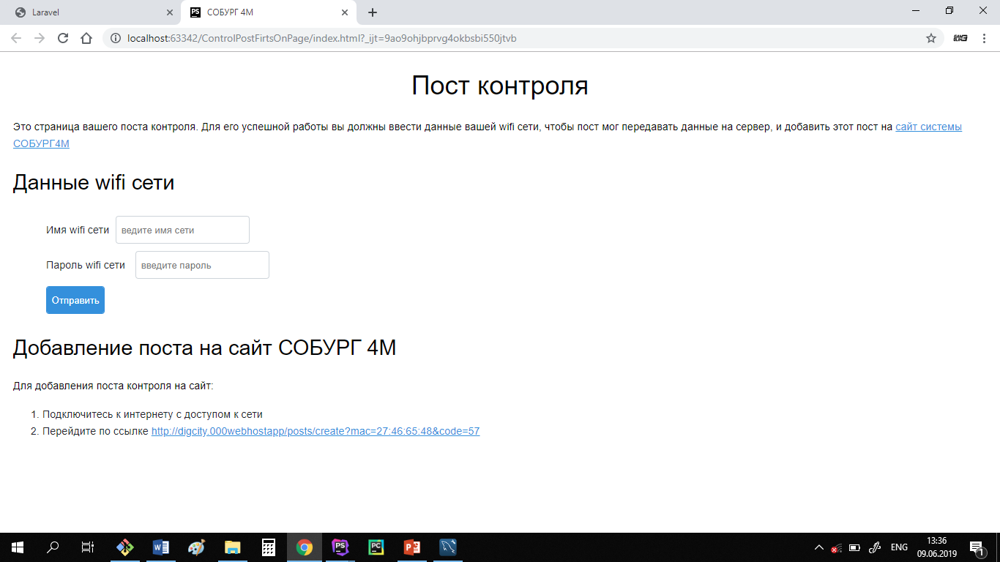 Laravel
СОБУРГ 4М
localhost:63342/ControlPostFirtsOnPage/index.html?_ijt=9ao9ohjbprvg4okbsbi550jtvb
Пост контроля
Это страница вашего поста контроля. Для его успешной работы вы должны ввести данные вашей wifi сети, чтобы пост мог передавать данные на сервер, и добавить этот пост на сайт системы
СОБУРГ4М
Данные wifi сети
Имя wifi сети ведите имя сети
Пароль wifi сети введите пароль
Отправить
Добавление поста на сайт СОБУРГ 4М
Для добавления поста контроля на сайт:
1. Подключитесь к интернету с доступом к сети
2. Перейдите по ссылке http://digcity.000webhostapp/posts/create?mac=27:46:65:48&code=57
ENG
13:36
09.06.2019
1